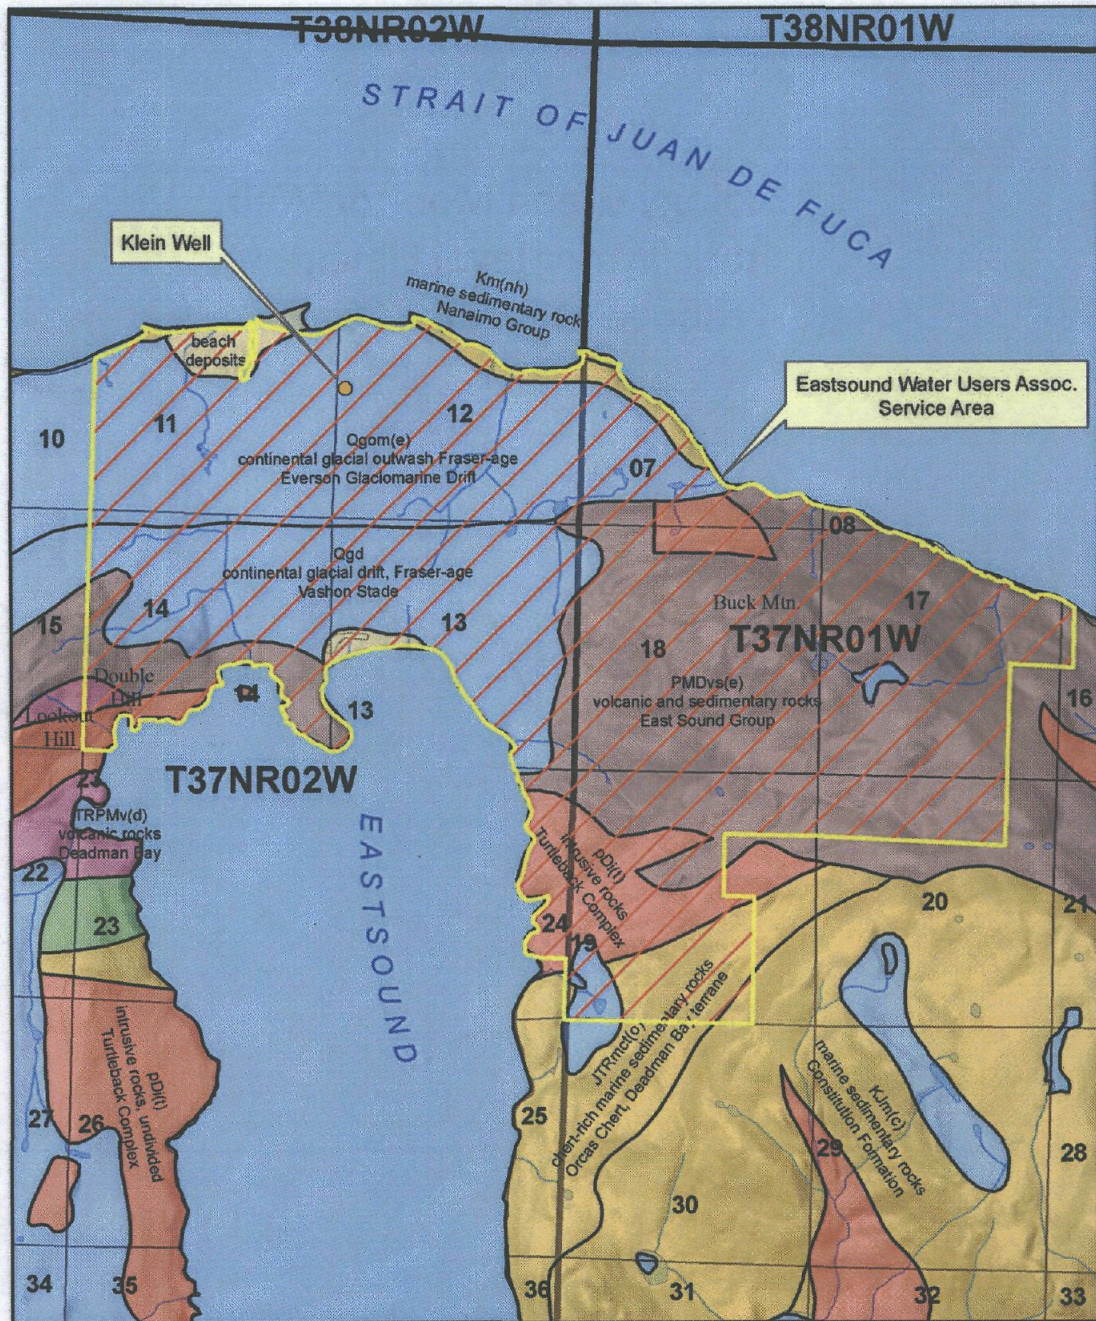 T38NR02W
T38NR01W
STRAIT OF JUAN DE FUCA
Klein Well
Km(nh)
marine sedimentary rock
Nanaimo Group
beach
deposits
Eastsound Water Users Assoc.
Service Area
10
11
12
Qgom(e)
continental glacial outwash Fraser-age
Everson Glaciomarine Drift
07
08
Qgd
continental glacial drift, Fraser-age
Vashon Stade
14
13
15
Buck Mtn.
17
18
T37NR01W
PMDvs(e)
volcanic and sedimentary rocks
East Sound Group
16
Double
Hill
14
13
Lookout
Hill
23
T37NR02W
TRPMv(d)
volcanic rocks
Deadman Bay
22
23
EASTSOUND
pDi(t)
intrusive rocks
Turtleback Complex
24
19
20
21
JTRmct(o)
chert-rich marine sedimentary rocks
Orcas Chert, Deadman Bay terrane
KJm(c)
marine sedimentary rocks
Constitution Formation
pDi(t)
intrusive rocks, undivided
Turtleback Complex
27
26
25
29
28
30
34
35
36
31
32
33